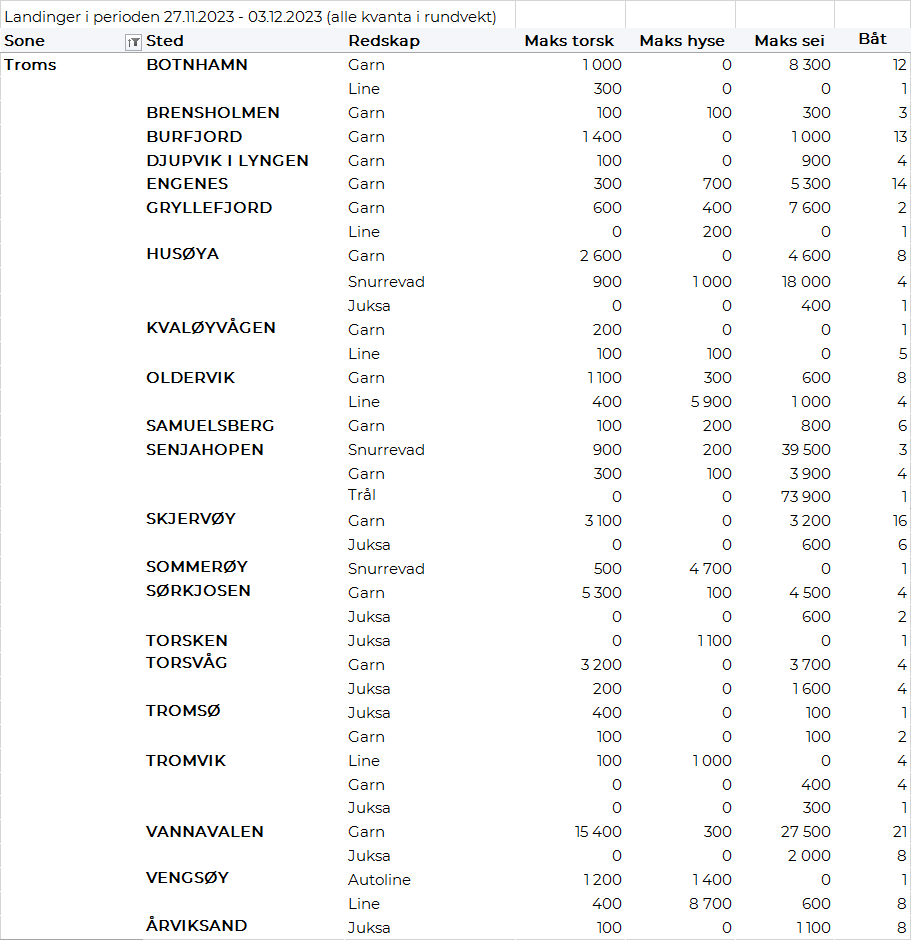 Landinger i perioden 27.11.2023 - 03.12.2023 (alle kvanta i rundvekt)
Sone Sted Redskap Maks torsk Maks hyse Maks sei Båt
Troms BOTNHAMN Garn 1 000 0 8 300 12
Line 300 0 0 1
BRENSHOLMEN Garn 100 100 300 3
BURFJORD Garn 1 400 0 1 000 13
DJUPVIK I LYNGEN Garn 100 0 900 4
ENGENES Garn 300 700 5 300 14
GRYLLEFJORD Garn 600 400 7 600 2
Line 0 200 0 1
HUSØYA Garn 2 600 0 4 600 8
Snurrevad 900 1 000 18 000 4
Juksa 0 0 400 1
KVALØYVÅGEN Garn 200 0 0 1
Line 100 100 0 5
OLDERVIK Garn 1 100 300 600 8
Line 400 5 900 1 000 4
SAMUELSBERG Garn 100 200 800 6
SENJAHOPEN Snurrevad 900 200 39 500 3
Garn 300 100 3 900 4
Trål 0 0 73 900 1
SKJERVØY Garn 3 100 0 3 200 16
Juksa 0 0 600 6
SOMMERØY Snurrevad 500 4 700 0 1
SØRKJOSEN Garn 5 300 100 4 500 4
Juksa 0 0 600 2
TORSKEN Juksa 0 1 100 0 1
TORSVÅG Garn 3 200 0 3 700 4
Juksa 200 0 1 600 4
TROMSØ Juksa 400 0 100 1
Garn 100 0 100 2
TROMVIK Line 100 1 000 0 4
Garn 0 0 400 4
Juksa 0 0 300 1
VANNAVALEN Garn 15 400 300 27 500 21
Juksa 0 0 2 000 8
VENGSØY Autoline 1 200 1 400 0 1
Line 400 8 700 600 8
ÅRVIKSAND Juksa 100 0 1 100 8